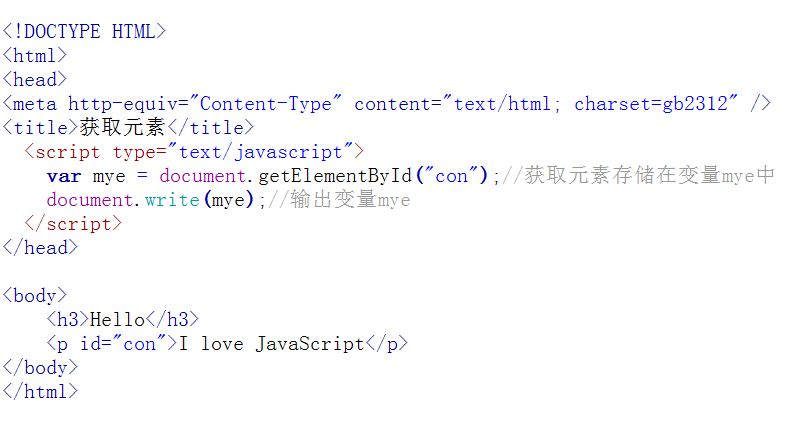 <!DOCTYPE HTML>
<html>
<head>
<meta http-equiv="Content-Type" content="text/html; charset=gb2312" />
<title>获取元素</title>
  <script type="text/javascript">
    var mye = document.getElementById("con");//获取元素存储在变量mye中
    document.write(mye);//输出变量mye
  </script>
</head>
<body>
    <h3>Hello</h3>
    <p id="con">I love JavaScript</p>
</body>
</html>